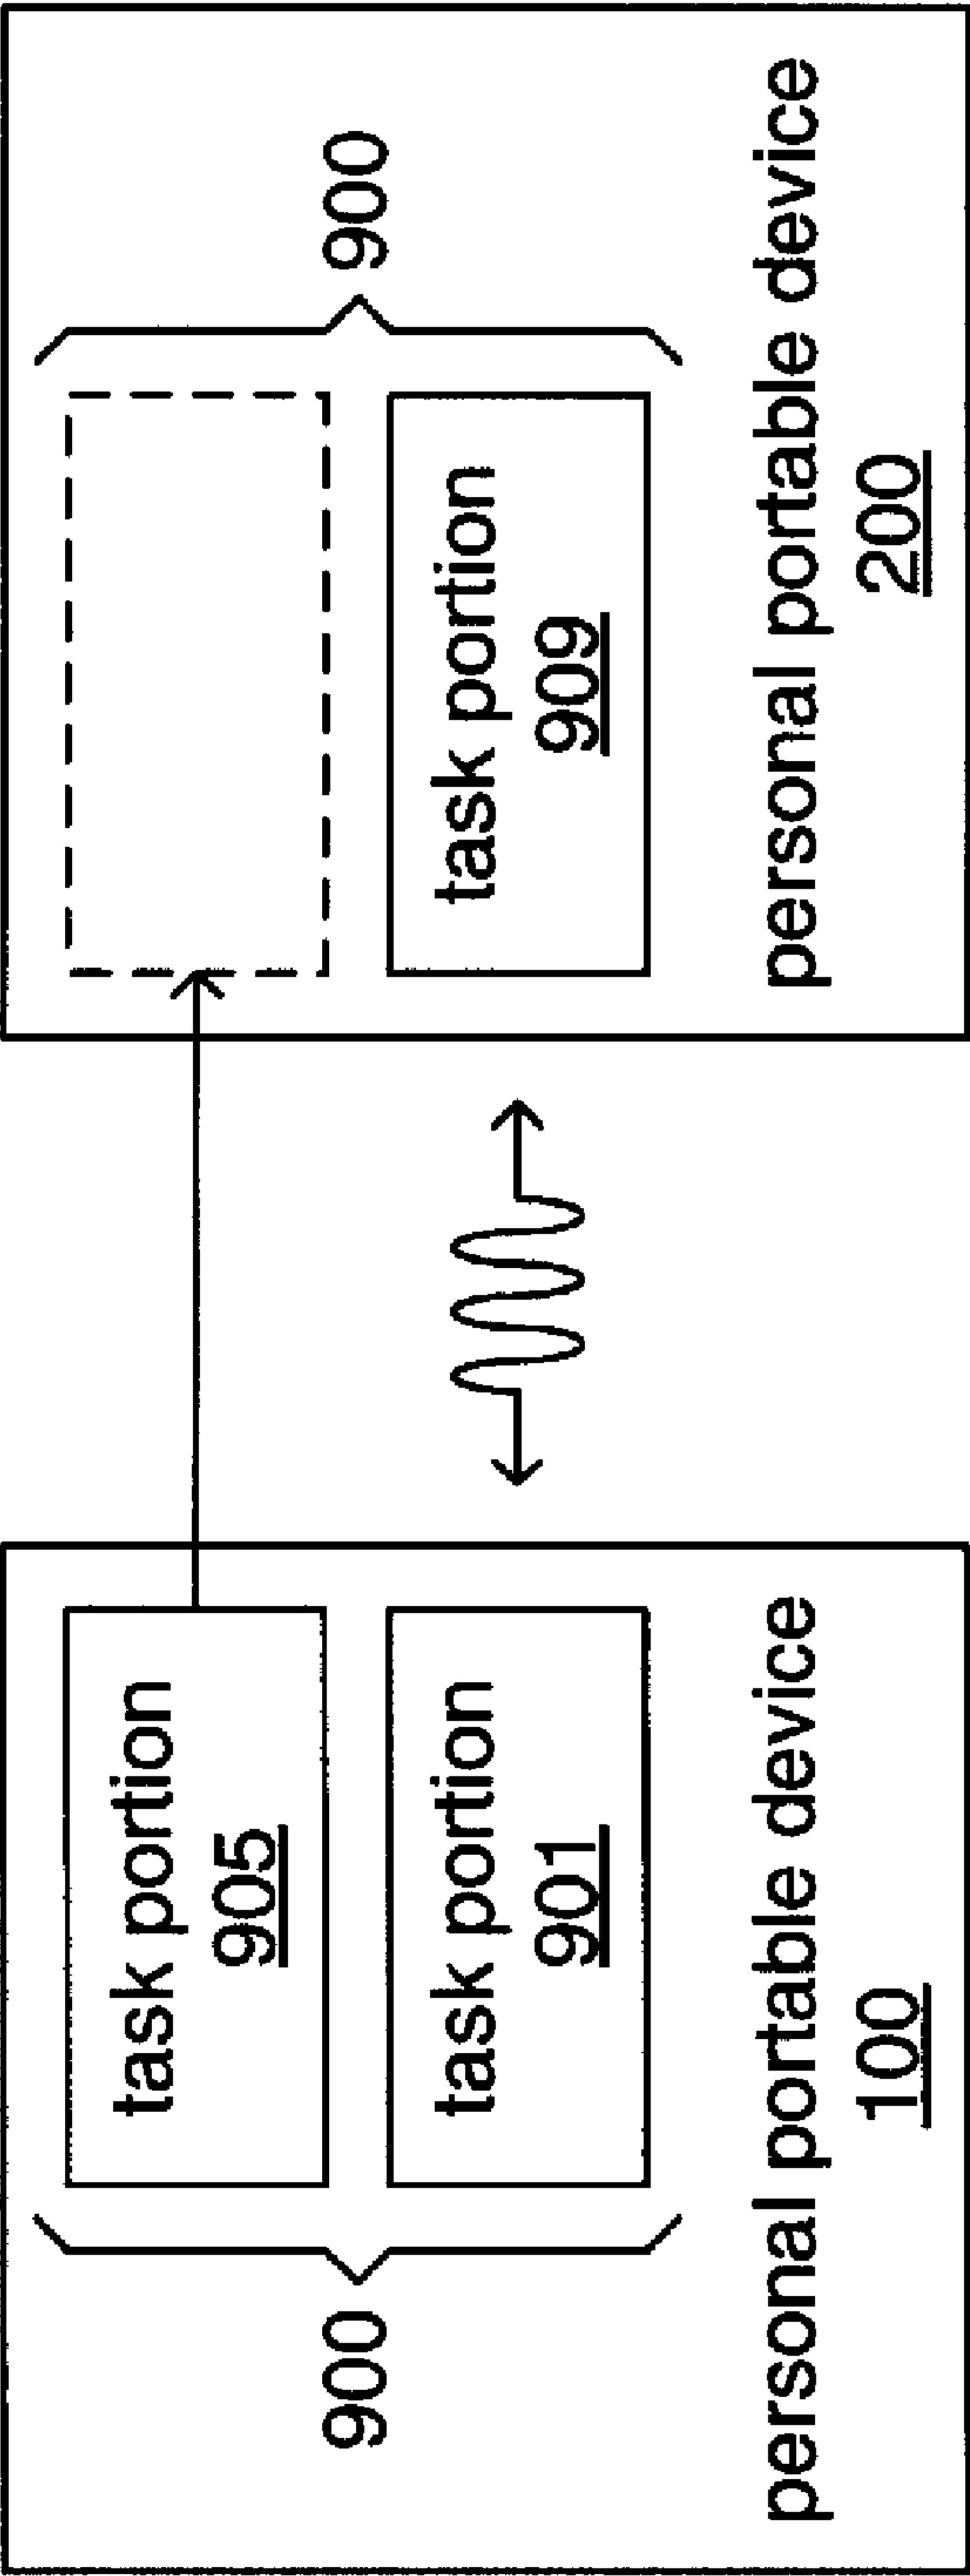 900
task portion
905
task portion
901
personal portable device
100
task portion
909
900
personal portable device
200